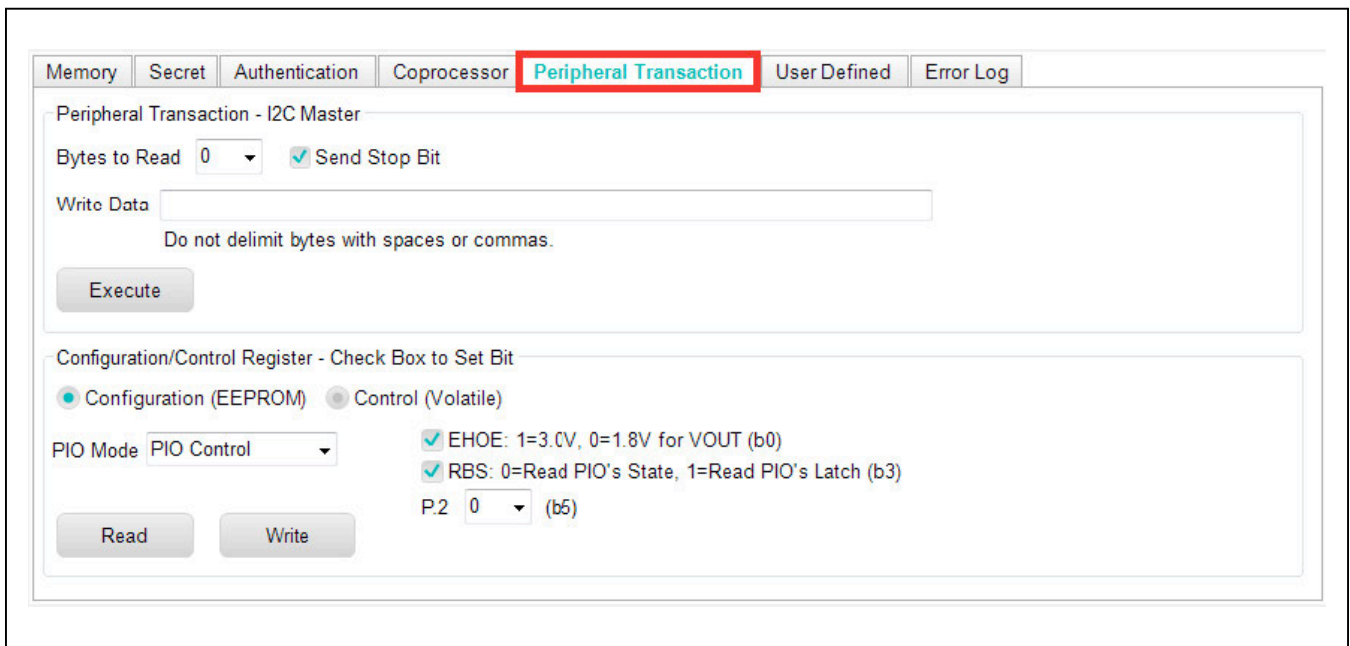 Memory Secret Authentication Coprocessor Peripheral Transaction User Defined Error Log
Peripheral Transaction - I2C Master
Bytes to Read 0 Send Stop Bit
Write Data
Do not delimit bytes with spaces or commas.
Execute
Configuration/Control Register - Check Box to Set Bit
Configuration (EEPROM) Control (Volatile)
PIO Mode PIO Control
EHOE: 1=3.0V, 0=1.8V for VOUT (b0)
RBS: 0=Read PIO's State, 1=Read PIO's Latch (b3)
P.2 0 (b5)
Read Write